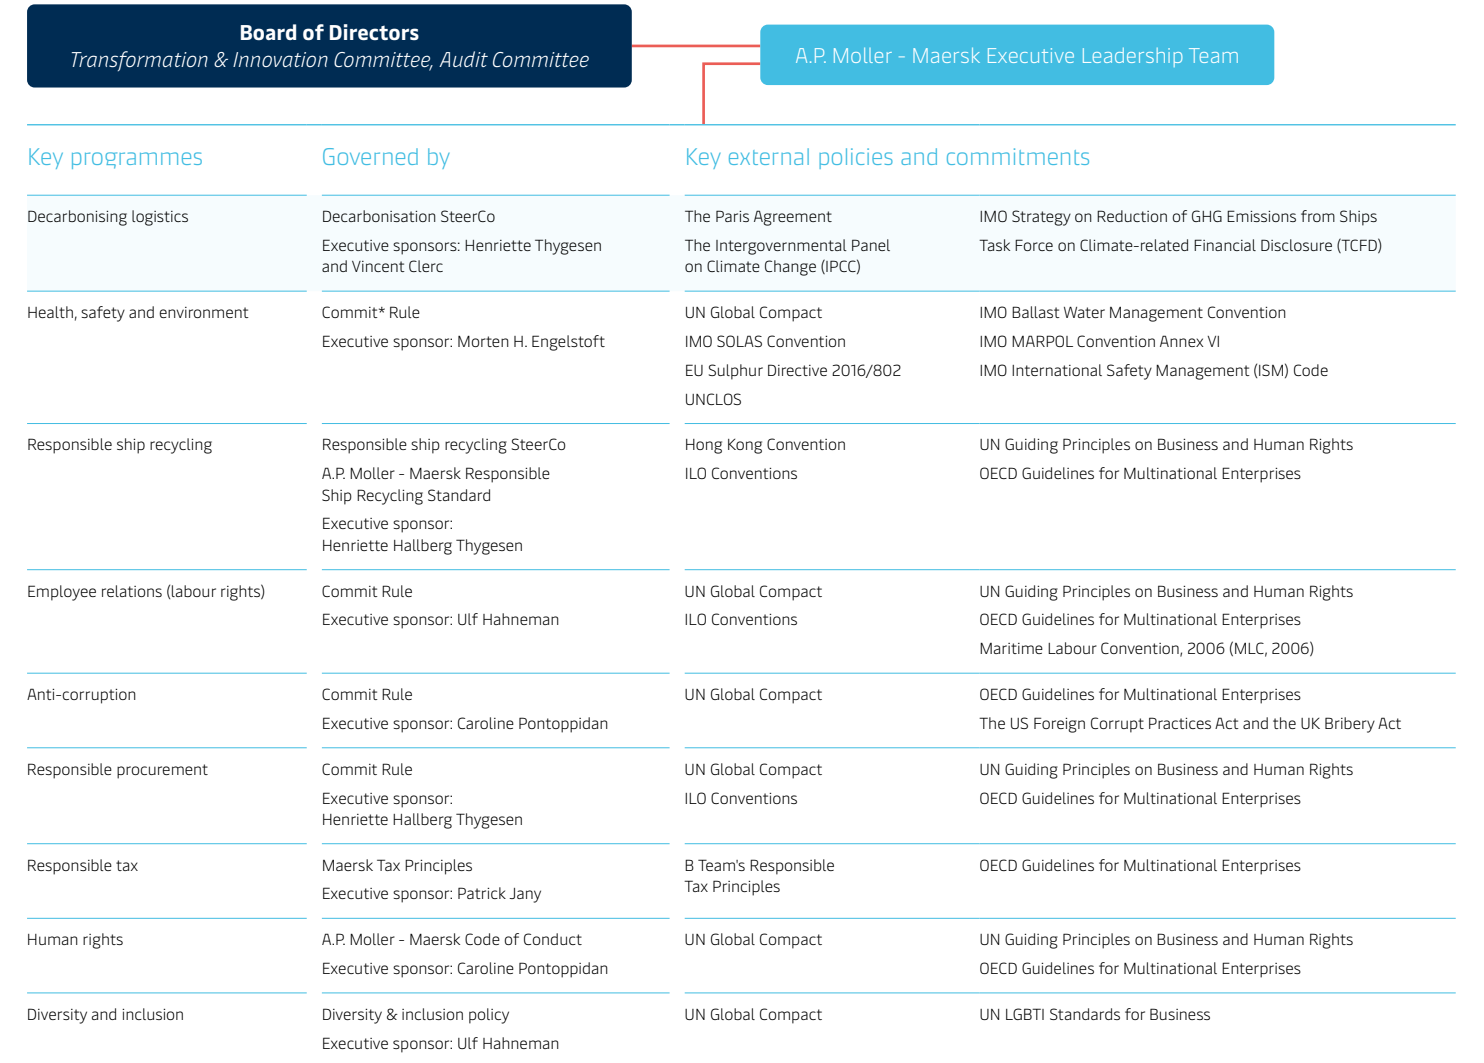 Board of Directors
Transformation & Innovation Committee, Audit Committee
A.P. Moller - Maersk Executive Leadership Team
Key programmes
Governed by
Key external policies and commitments
Decarbonising logistics
Decarbonisation SteerCo
Executive sponsors: Henriette Thygesen
and Vincent Clerc
The Paris Agreement
The Intergovernmental Panel
on Climate Change (IPCC)
IMO Strategy on Reduction of GHG Emissions from Ships
Task Force on Climate-related Financial Disclosure (TCFD)
Health, safety and environment
Commit* Rule
Executive sponsor: Morten H. Engelstoft
UN Global Compact
IMO SOLAS Convention
EU Sulphur Directive 2016/802
UNCLOS
IMO Ballast Water Management Convention
IMO MARPOL Convention Annex VI
IMO International Safety Management (ISM) Code
Responsible ship recycling
Responsible ship recycling SteerCo
A.P. Moller - Maersk Responsible
Ship Recycling Standard
Executive sponsor:
Henriette Hallberg Thygesen
Hong Kong Convention
ILO Conventions
UN Guiding Principles on Business and Human Rights
OECD Guidelines for Multinational Enterprises
Employee relations (labour rights)
Commit Rule
Executive sponsor: Ulf Hahneman
UN Global Compact
ILO Conventions
UN Guiding Principles on Business and Human Rights
OECD Guidelines for Multinational Enterprises
Maritime Labour Convention, 2006 (MLC, 2006)
Anti-corruption
Commit Rule
Executive sponsor: Caroline Pontoppidan
UN Global Compact
OECD Guidelines for Multinational Enterprises
The US Foreign Corrupt Practices Act and the UK Bribery Act
Responsible procurement
Commit Rule
Executive sponsor:
Henriette Hallberg Thygesen
UN Global Compact
ILO Conventions
UN Guiding Principles on Business and Human Rights
OECD Guidelines for Multinational Enterprises
Responsible tax
Maersk Tax Principles
Executive sponsor: Patrick Jany
B Team's Responsible
Tax Principles
OECD Guidelines for Multinational Enterprises
Human rights
A.P. Moller - Maersk Code of Conduct
Executive sponsor: Caroline Pontoppidan
UN Global Compact
UN Guiding Principles on Business and Human Rights
OECD Guidelines for Multinational Enterprises
Diversity and inclusion
Diversity & inclusion policy
Executive sponsor: Ulf Hahneman
UN Global Compact
UN LGBTI Standards for Business